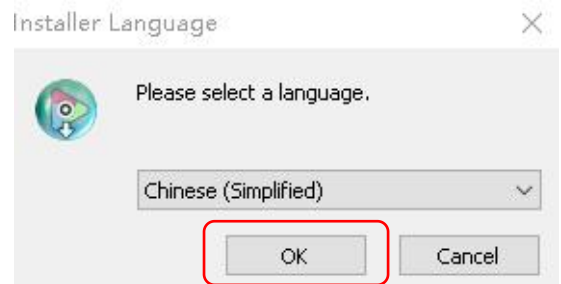 Installer Language
Please select a language.
Chinese (Simplified)
OK
Cancel